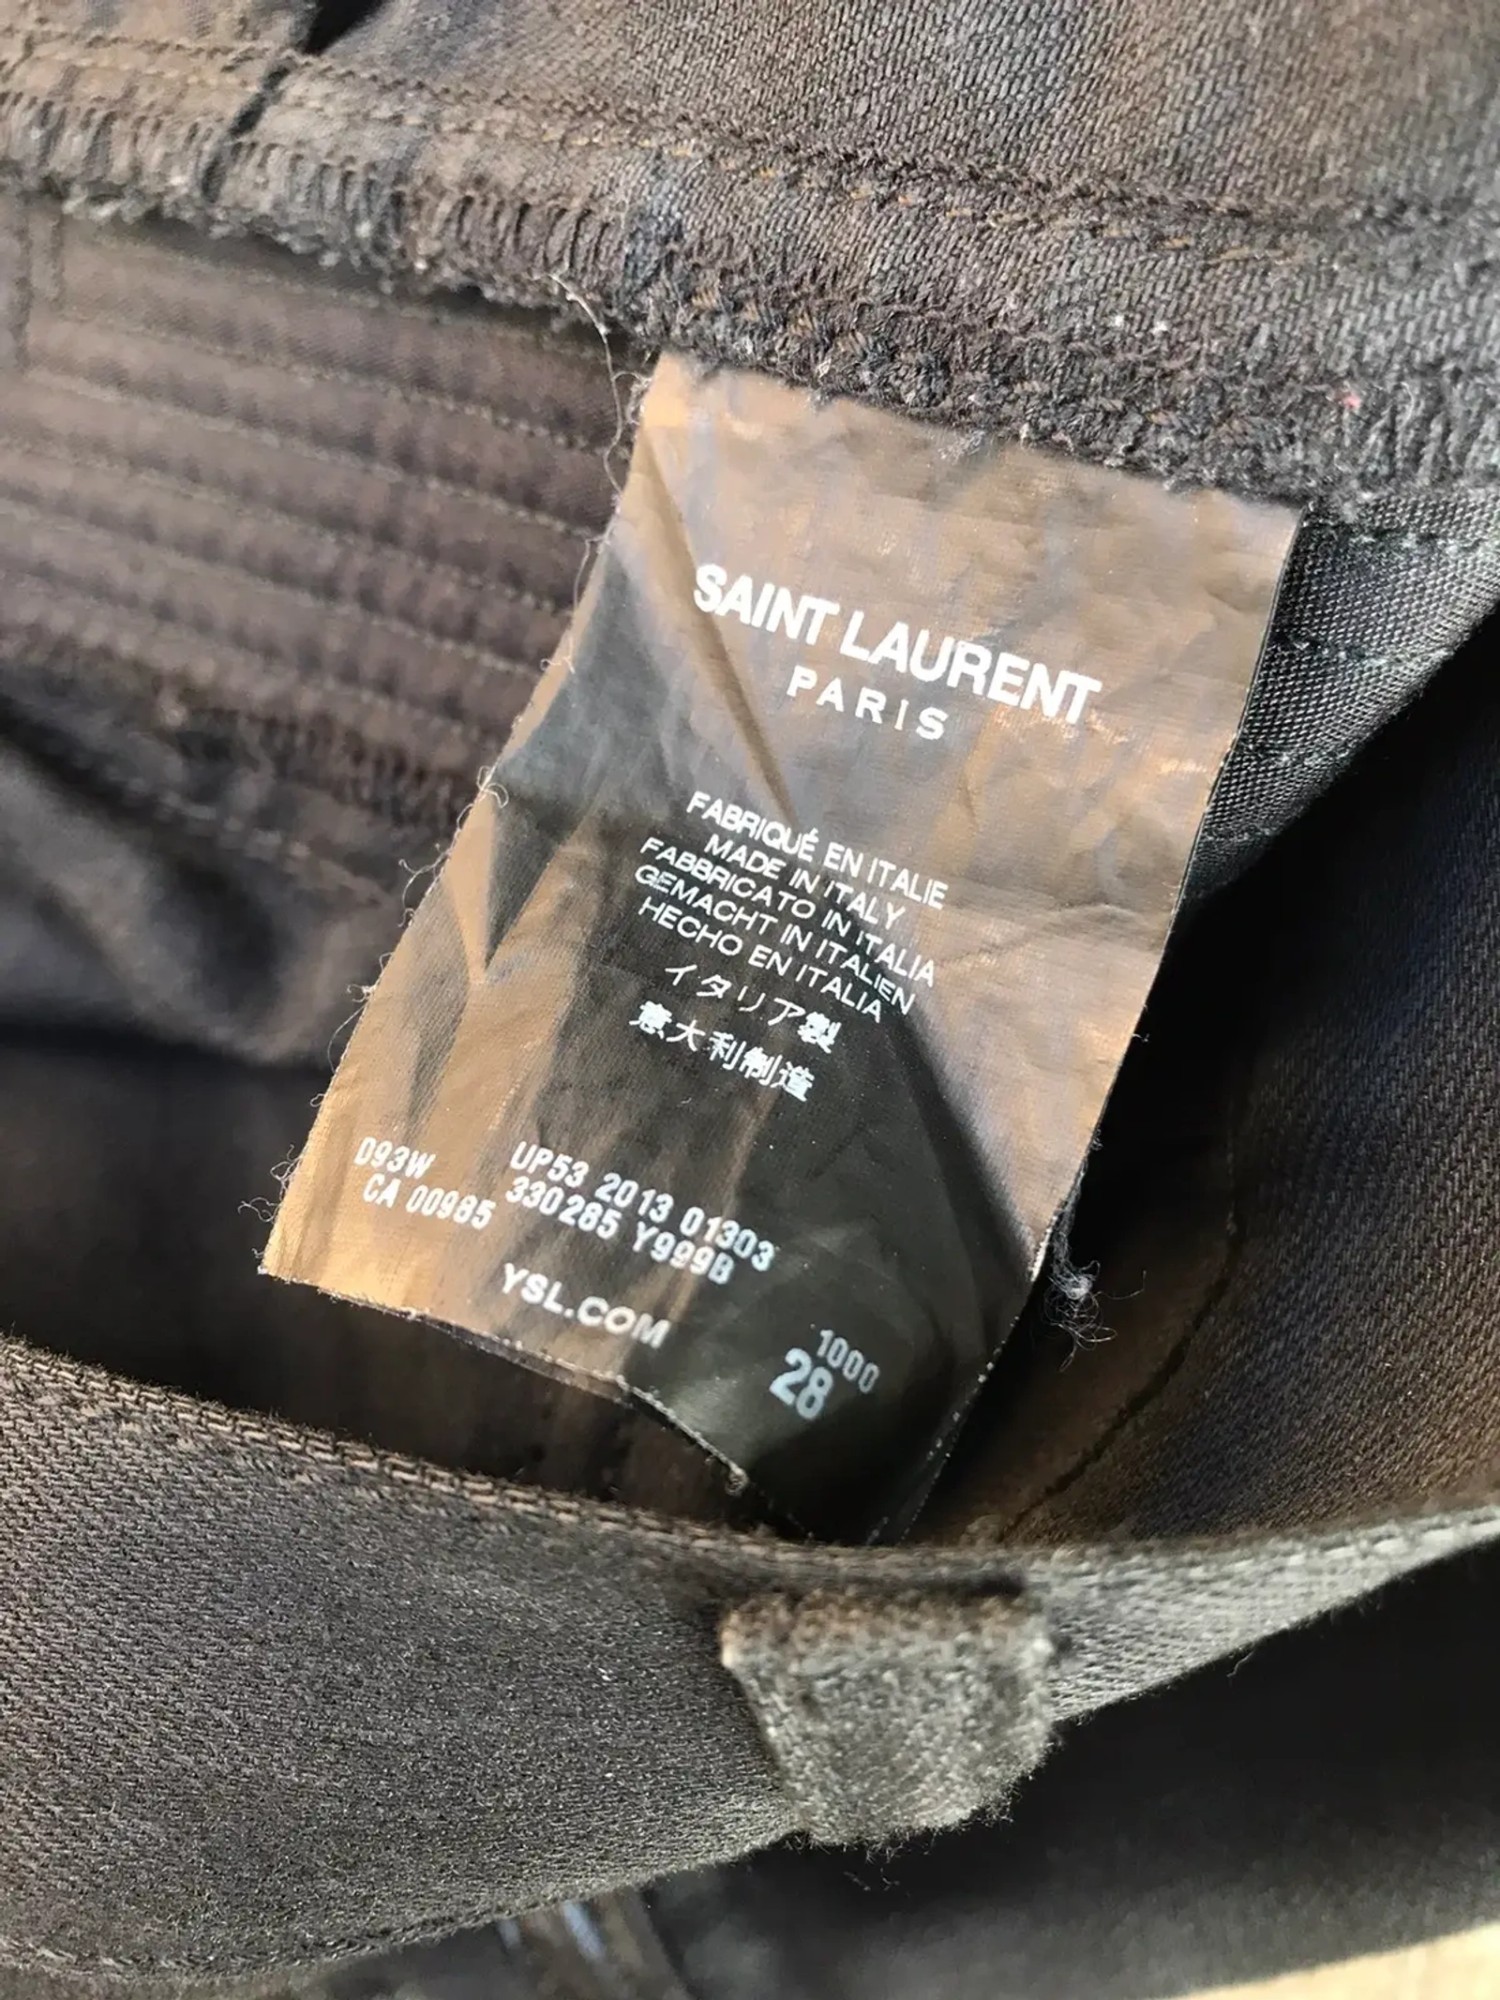 SAINT LAURENT
PARIS
FABRIQUÉ EN ITALIE
MADE IN ITALY
FABBRICATO IN ITALIA
GEMACHT IN ITALIEN
HECHO EN ITALIA
イタリア製
意大利制造
D93W UP53 2013 01303
CA 00985 330285 Y999B
YSL.COM
1000
28